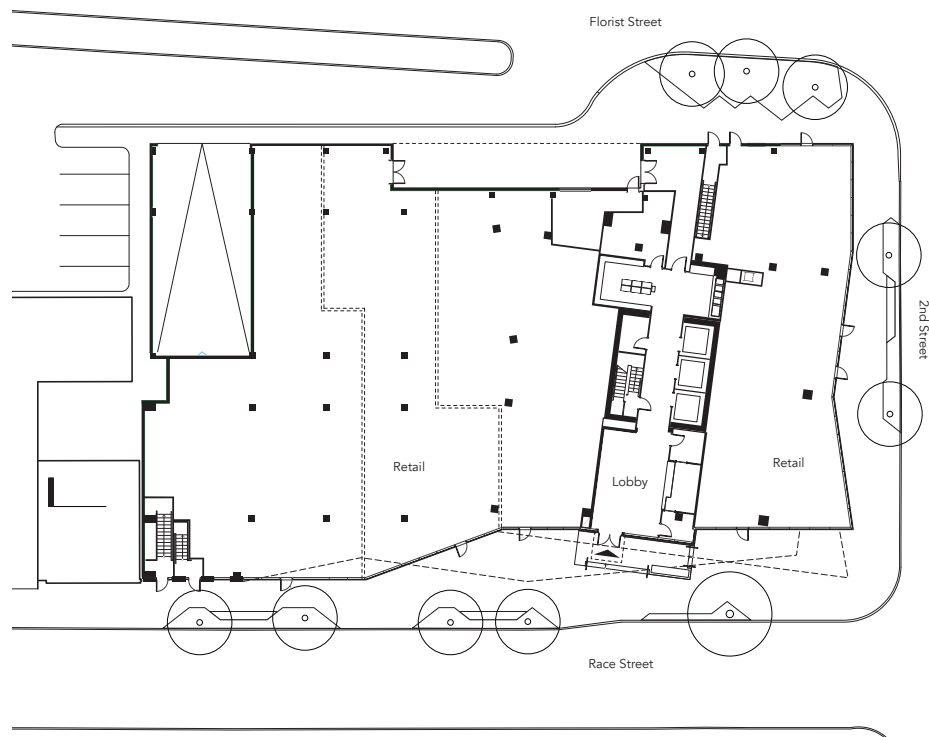 Florist Street
2nd Street
Retail
Retail
Lobby
Race Street